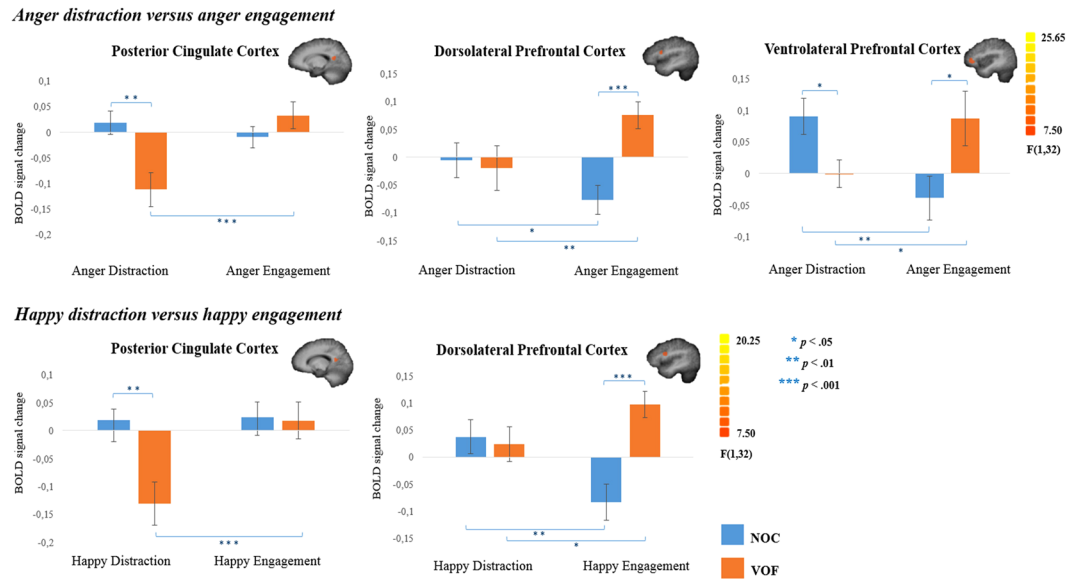 Anger distraction versus anger engagement
Posterior Cingulate Cortex
BOLD signal change
0,1
0,05
0
-0,05
-0,1
-0,15
-0,2
**
***
Anger Distraction
Anger Engagement
Dorsolateral Prefrontal Cortex
BOLD signal change
0,15
0,1
0,05
0
-0,05
-0,1
-0,15
***
*
**
Anger Distraction
Anger Engagement
Ventrolateral Prefrontal Cortex
BOLD signal change
0,15
0,1
0,05
0
-0,05
-0,1
*
*
**
*
Anger Distraction
Anger Engagement
25.65
7.50
F(1,32)
Happy distraction versus happy engagement
Posterior Cingulate Cortex
BOLD signal change
0,1
0,05
0
-0,05
-0,1
-0,15
-0,2
**
***
Happy Distraction
Happy Engagement
Dorsolateral Prefrontal Cortex
BOLD signal change
0,15
0,1
0,05
0
-0,05
-0,1
-0,15
***
**
*
Happy Distraction
Happy Engagement
20.25
7.50
F(1,32)
* p < .05
** p < .01
*** p < .001
NOC
VOF